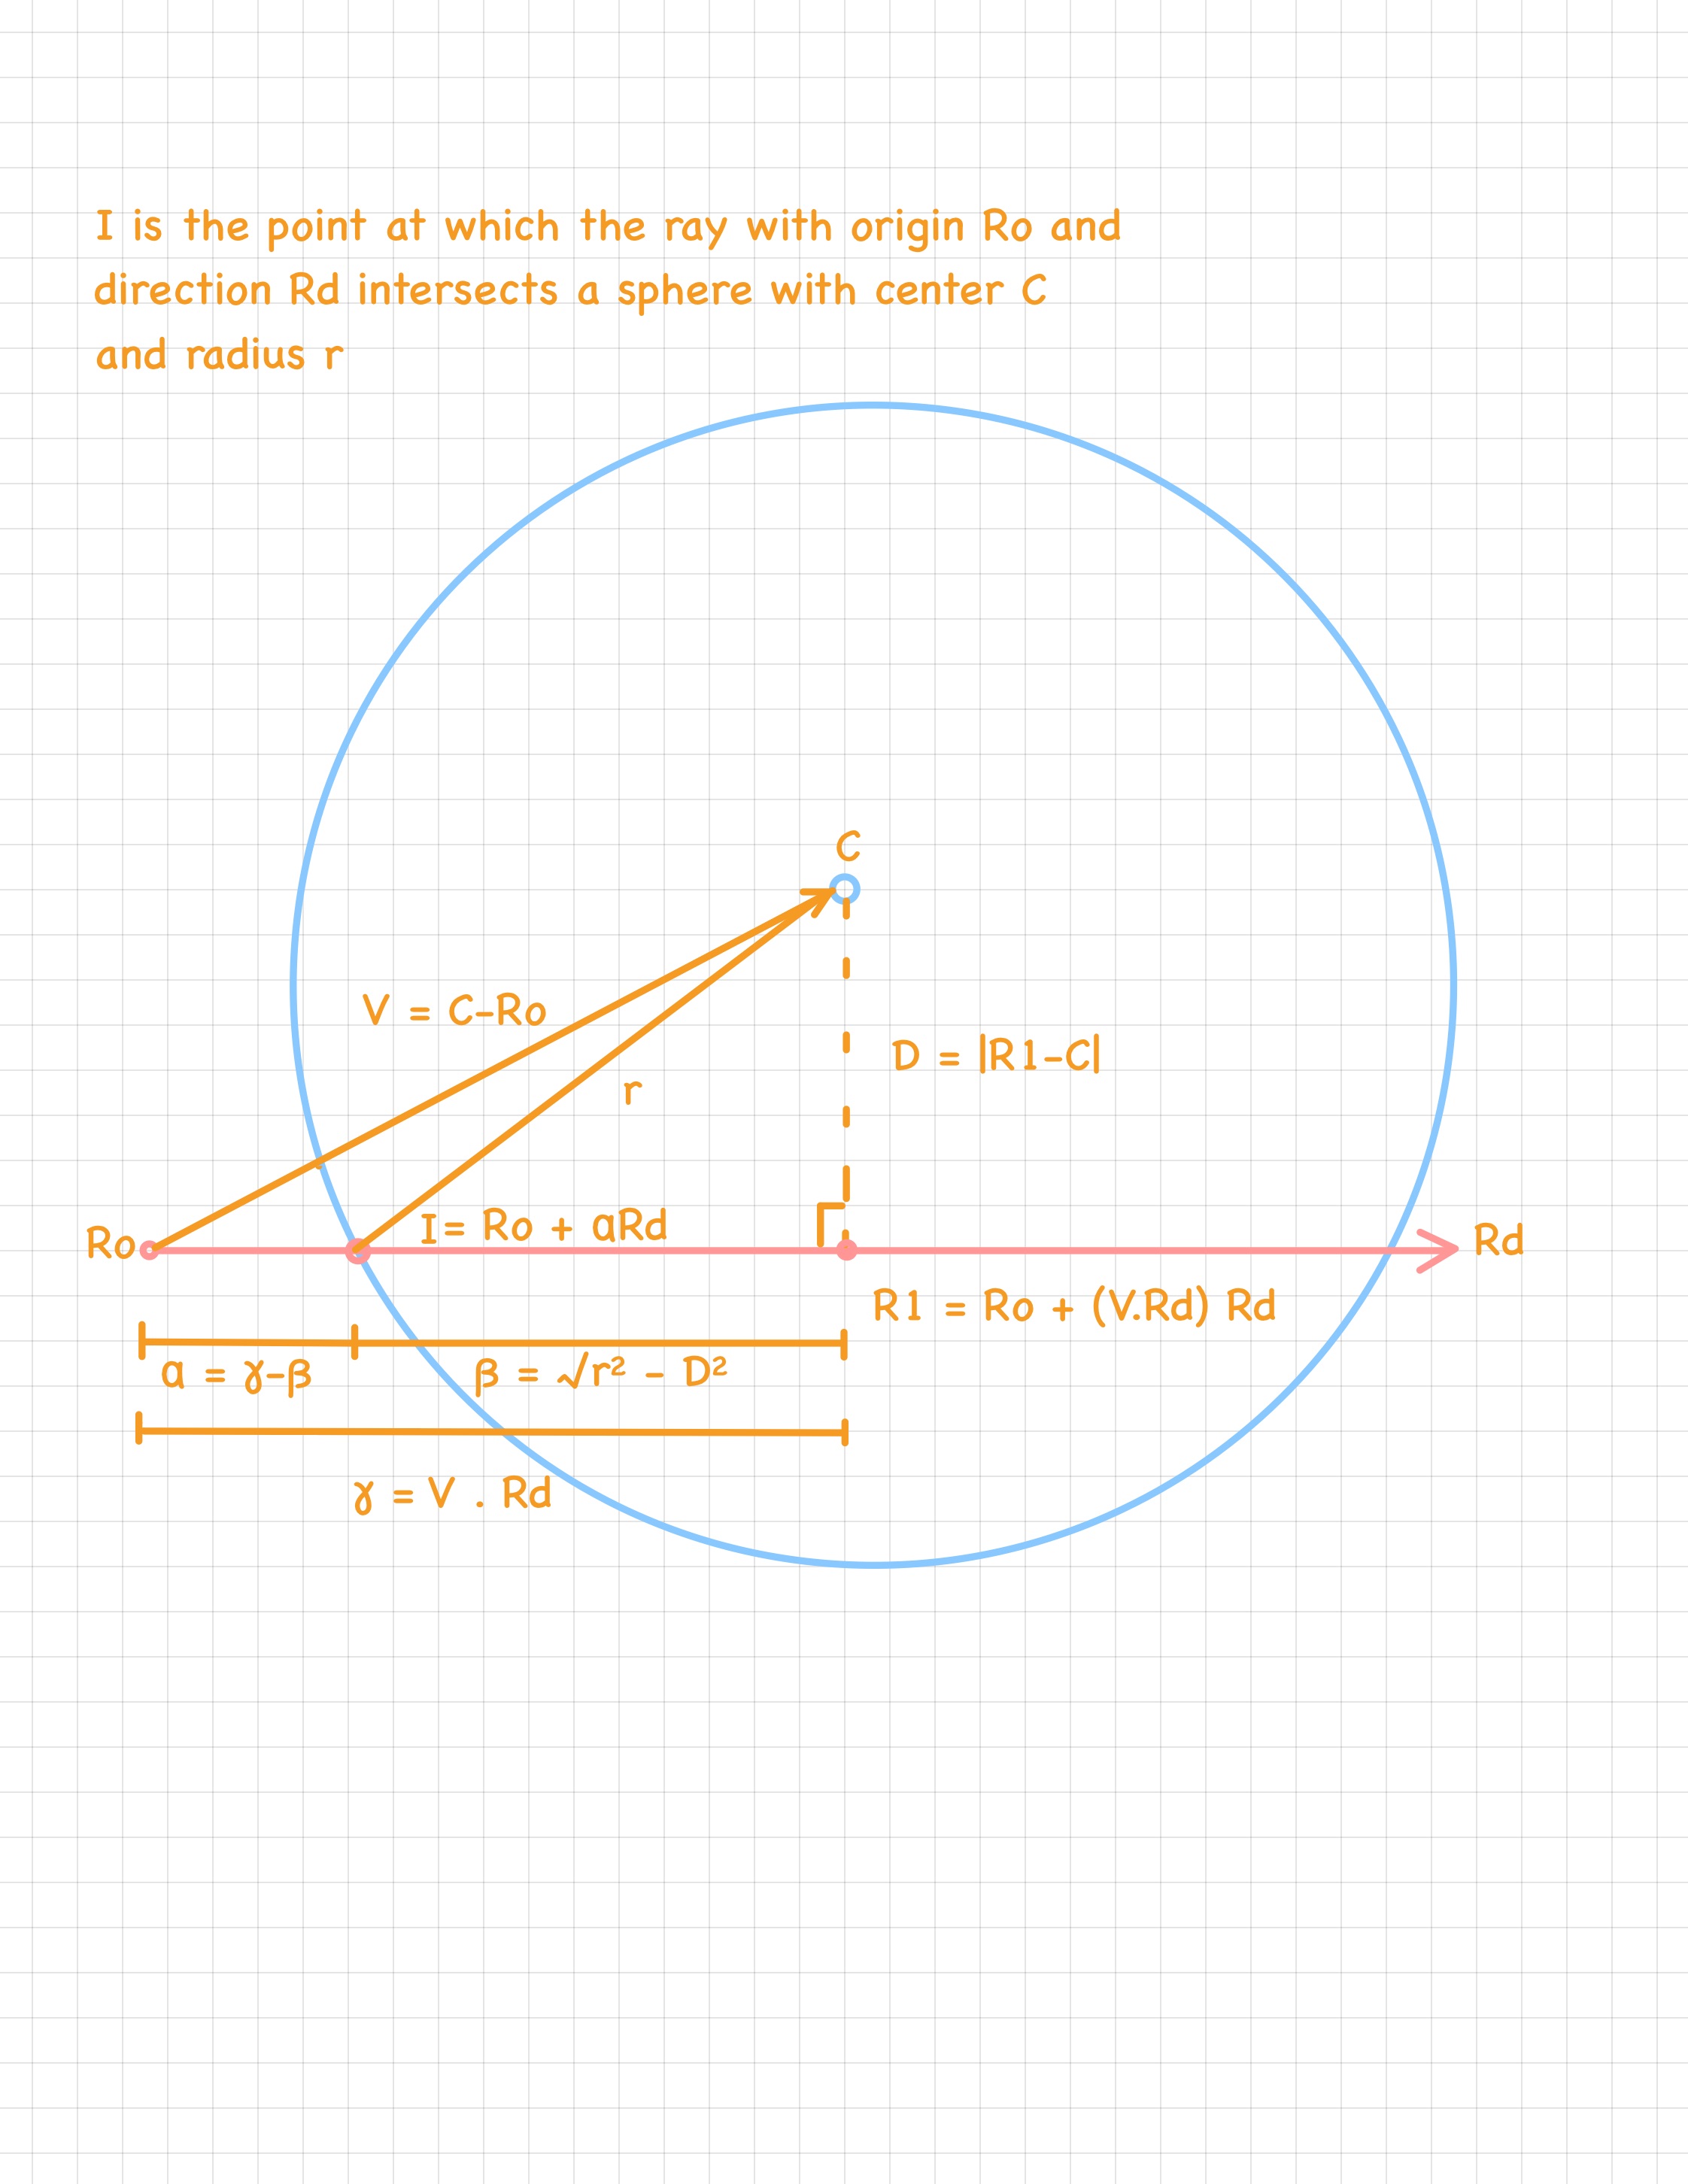 I is the point at which the ray with origin Ro and
direction Rd intersects a sphere with center C
and radius r
C
V = C-Ro
D = |R1-C|
r
Ro
I= Ro + αRd
Rd
R1 = Ro + (V.Rd) Rd
α = γ-β
β = √r² - D²
γ = V . Rd